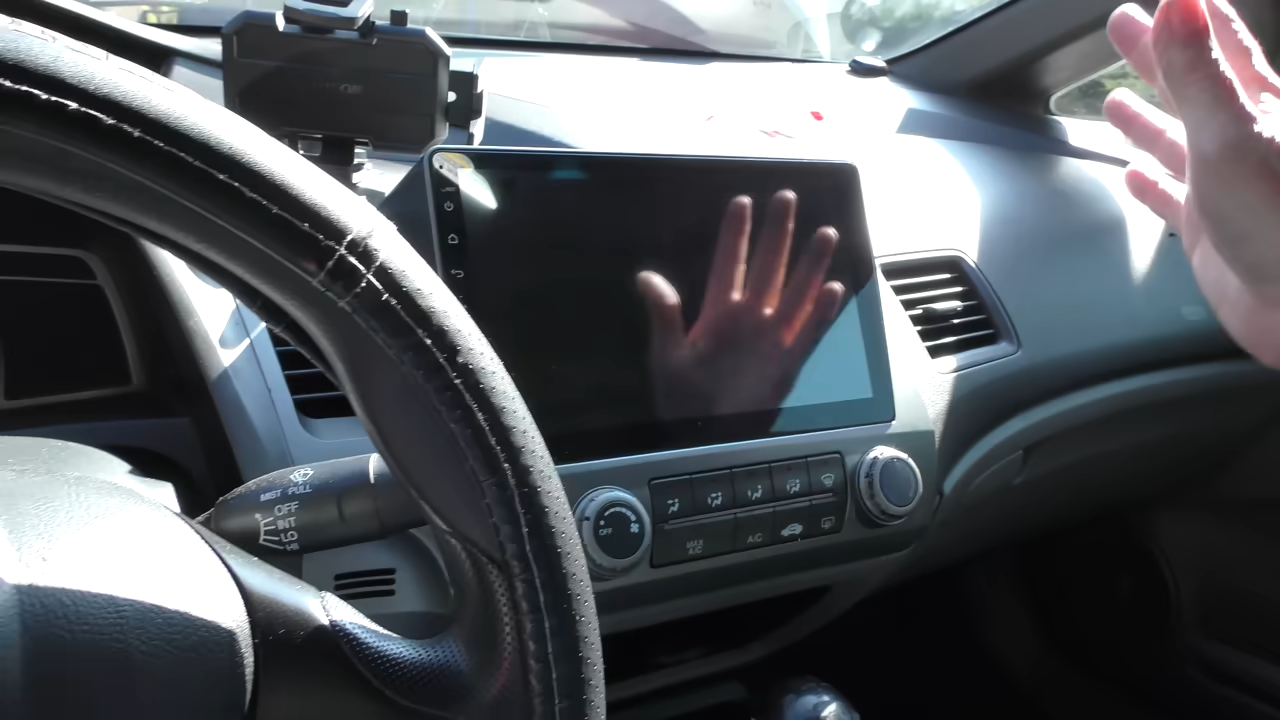 MIST PULL
OFF
INT
LO
HI
OFF
MAX
A/C
A/C